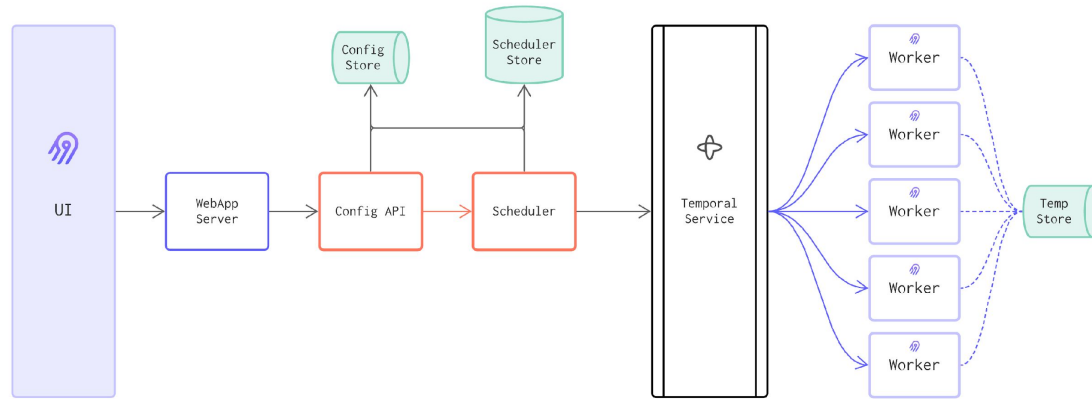 UI
WebApp
Server
Config
Store
Config API
Scheduler
Store
Scheduler
Temporal
Service
Worker
Worker
Worker
Worker
Worker
Temp
Store